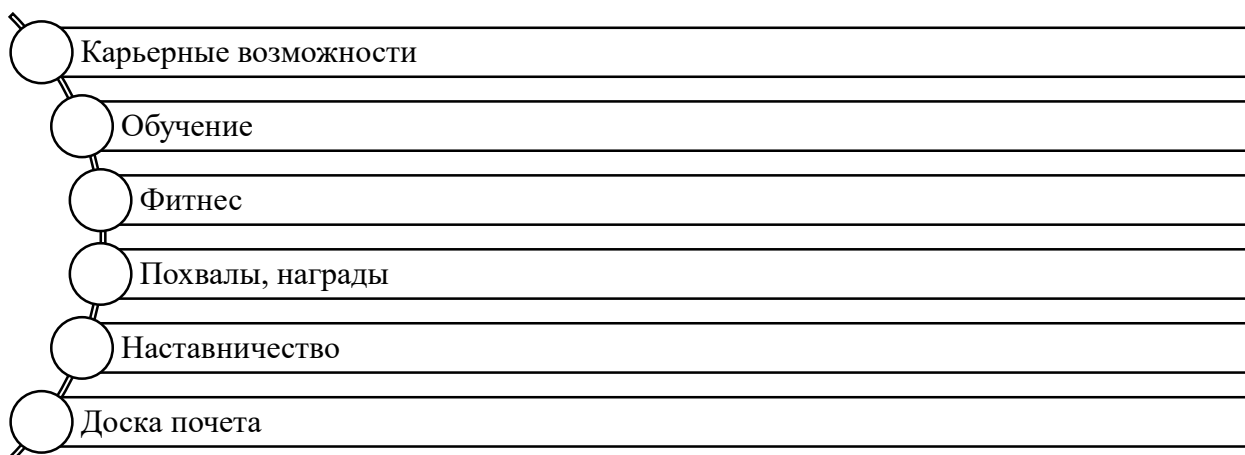 Карьерные возможности
Обучение
Фитнес
Похвалы, награды
Наставничество
Доска почета